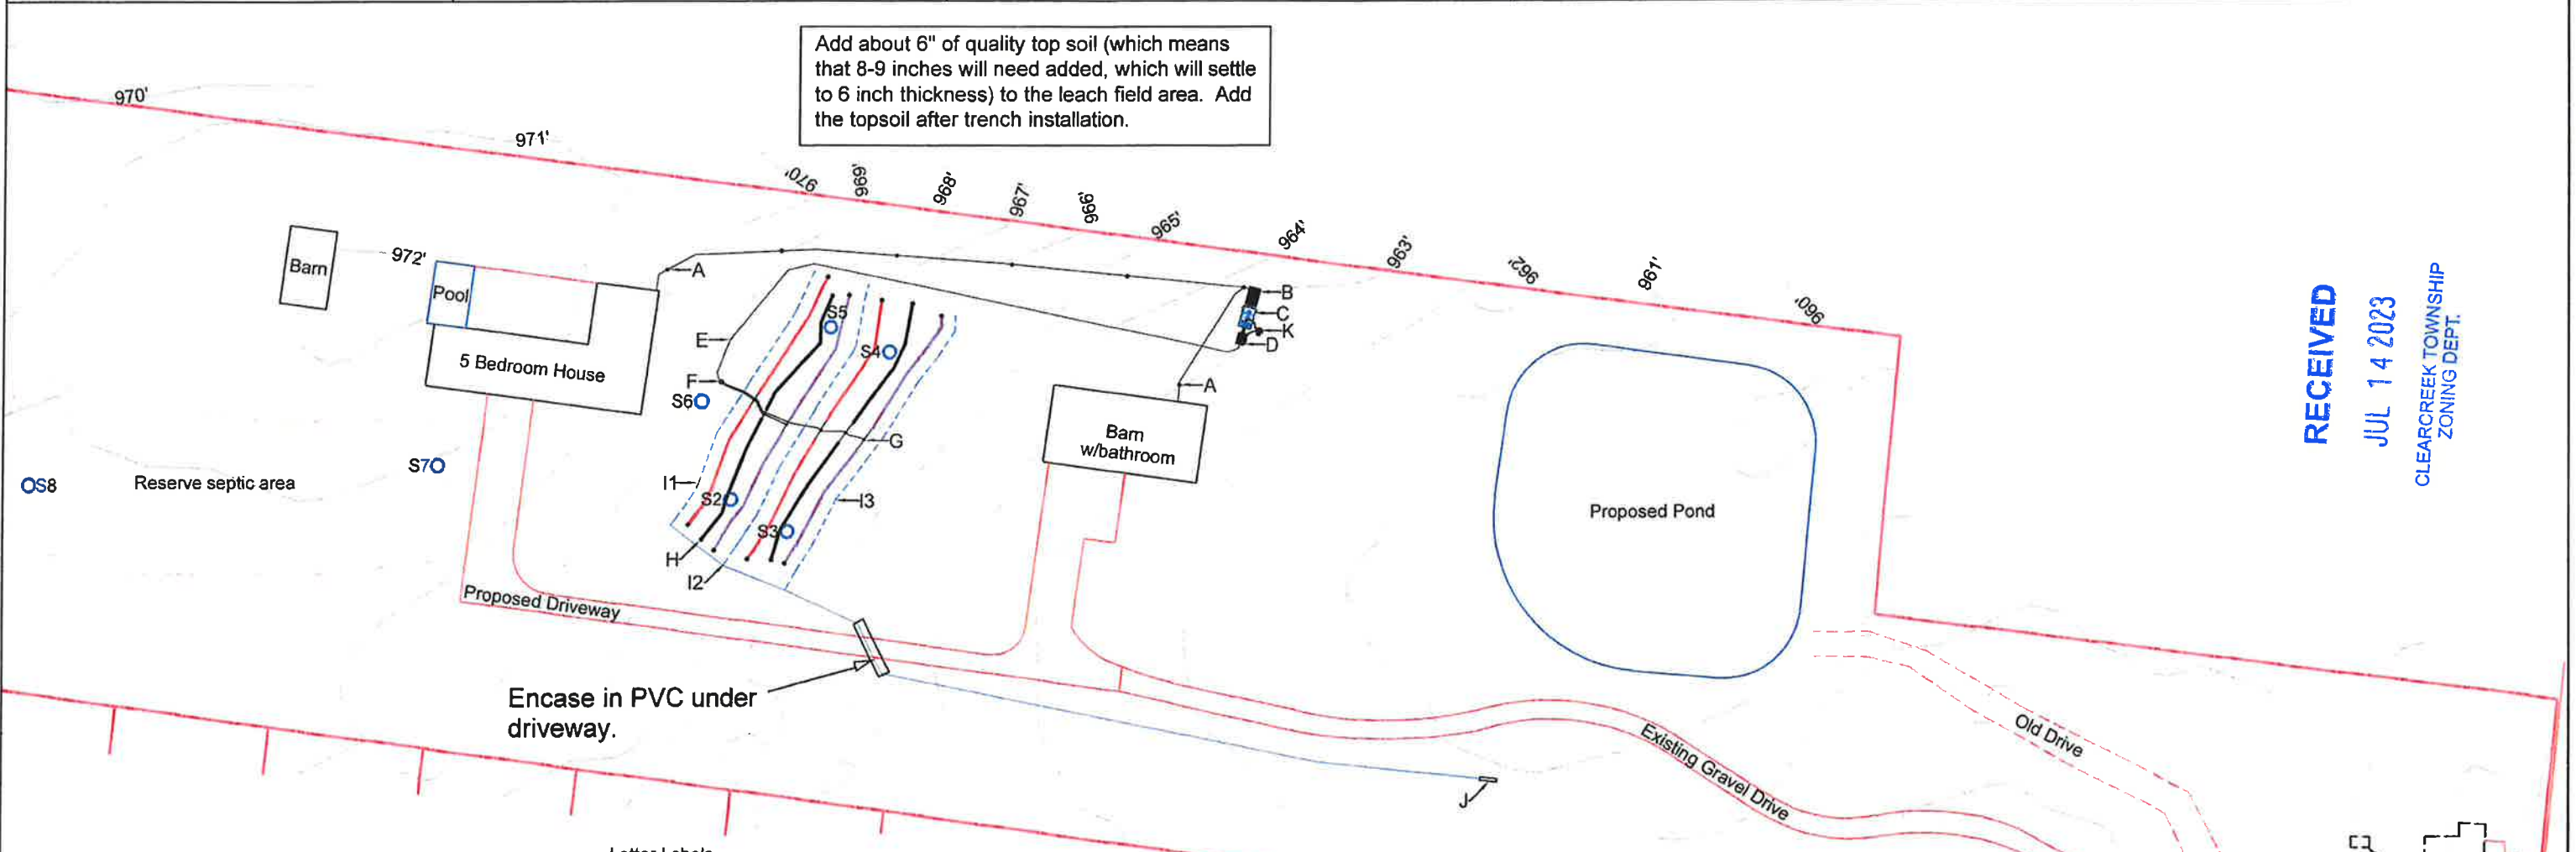 Add about 6" of quality top soil (which means
that 8-9 inches will need added, which will settle
to 6 inch thickness) to the leach field area. Add
the topsoil after trench installation.
970'
971'
970'
969'
968'
967'
966'
965'
964'
963'
962'
961'
960'
972'
Barn
Pool
5 Bedroom House
A
B
C
K
D
A
E
F
G
S5
S4
S6
S7
S8
Reserve septic area
I1
S2
S3
I3
H
I2
Barn
w/bathroom
Proposed Pond
Proposed Driveway
Encase in PVC under
driveway.
J
Existing Gravel Drive
Old Drive
RECEIVED
JUL 14 2023
CLEARCREEK TOWNSHIP
ZONING DEPT.
Letter Labels